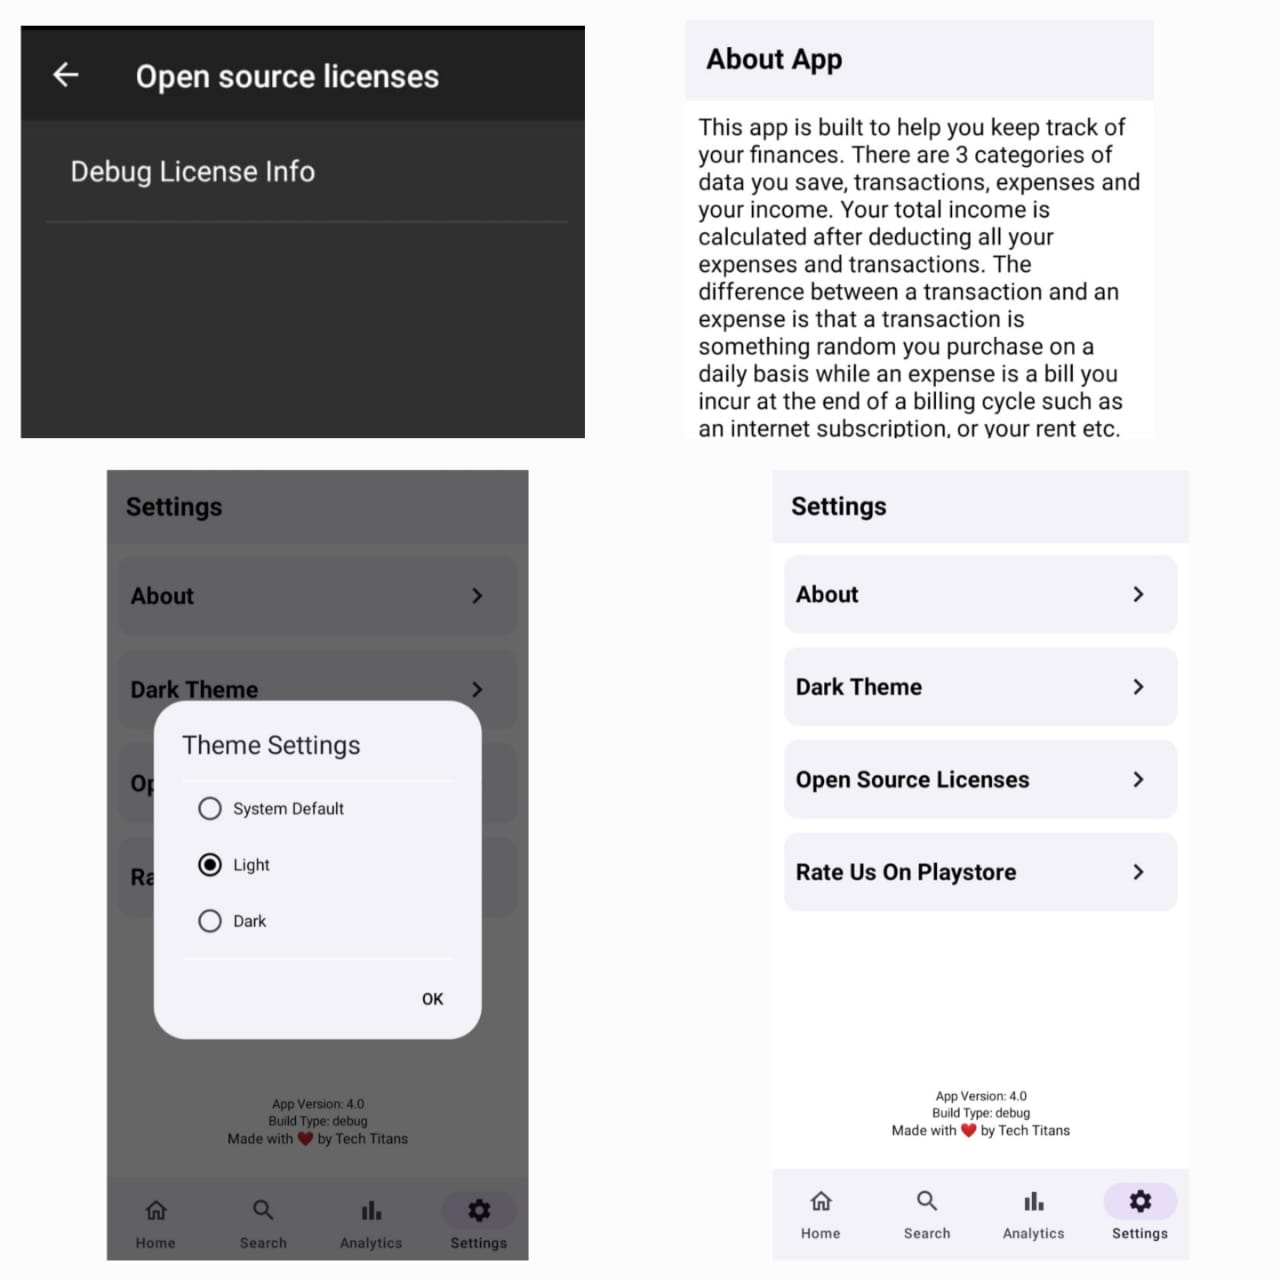 Open source licenses
Debug License Info
About App
This app is built to help you keep track of
your finances. There are 3 categories of
data you save, transactions, expenses and
your income. Your total income is
calculated after deducting all your
expenses and transactions. The
difference between a transaction and an
expense is that a transaction is
something random you purchase on a
daily basis while an expense is a bill you
incur at the end of a billing cycle such as
an internet subscription, or your rent etc.
Settings
About
Dark Theme
Op
Ra
Theme Settings
System Default
Light
Dark
OK
App Version: 4.0
Build Type: debug
Made with ❤️ by Tech Titans
Home Search Analytics Settings
Settings
About
Dark Theme
Open Source Licenses
Rate Us On Playstore
App Version: 4.0
Build Type: debug
Made with ❤️ by Tech Titans
Home Search Analytics Settings